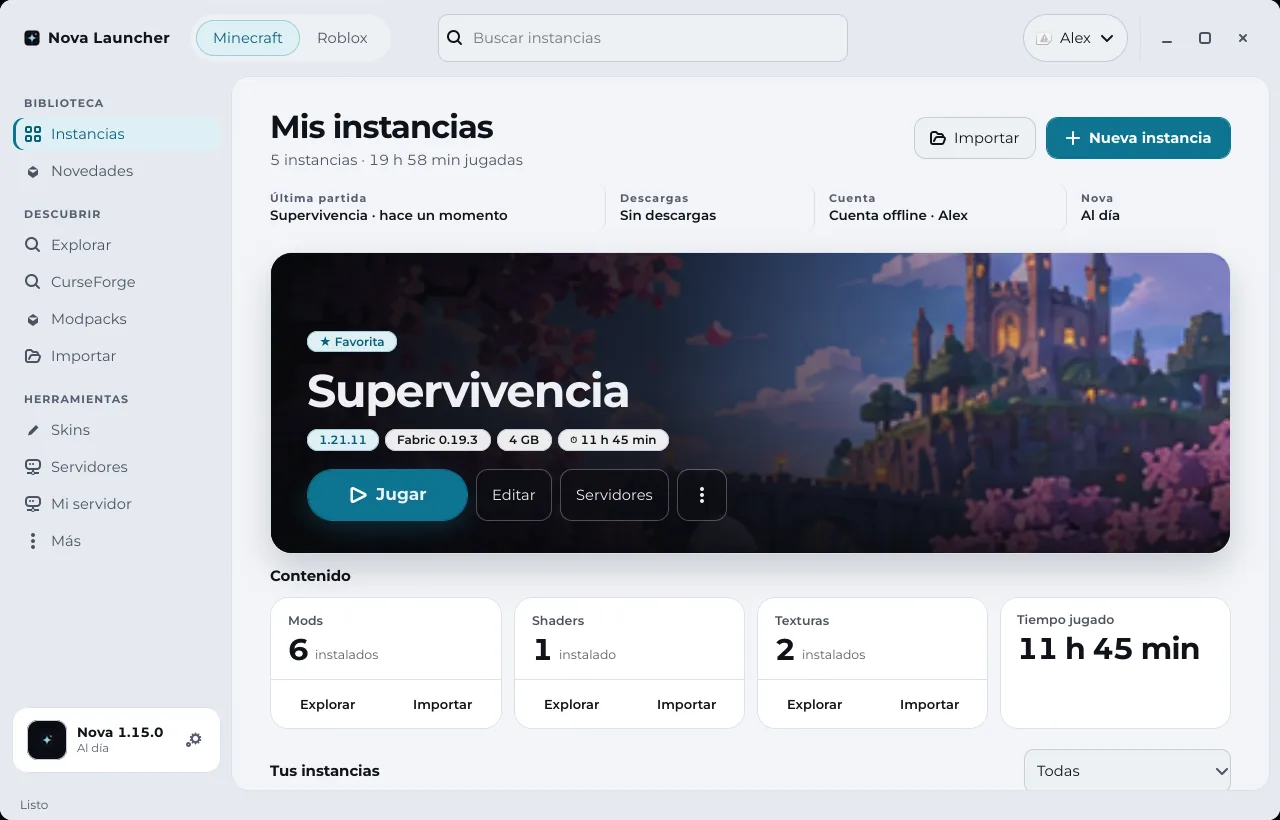 Nova Launcher
Minecraft
Roblox
Buscar instancias
Alex
BIBLIOTECA
Instancias
Novedades
DESCUBRIR
Explorar
CurseForge
Modpacks
Importar
HERRAMIENTAS
Skins
Servidores
Mi servidor
Más
Nova 1.15.0
Al día
Listo
Mis instancias
5 instancias · 19 h 58 min jugadas
Importar
Nueva instancia
Última partida
Supervivencia · hace un momento
Descargas
Sin descargas
Cuenta
Cuenta offline · Alex
Nova
Al día
★ Favorita
Supervivencia
1.21.11
Fabric 0.19.3
4 GB
⏱ 11 h 45 min
Jugar
Editar
Servidores
Contenido
Mods
6 instalados
Explorar
Importar
Shaders
1 instalado
Explorar
Importar
Texturas
2 instalados
Explorar
Importar
Tiempo jugado
11 h 45 min
Tus instancias
Todas